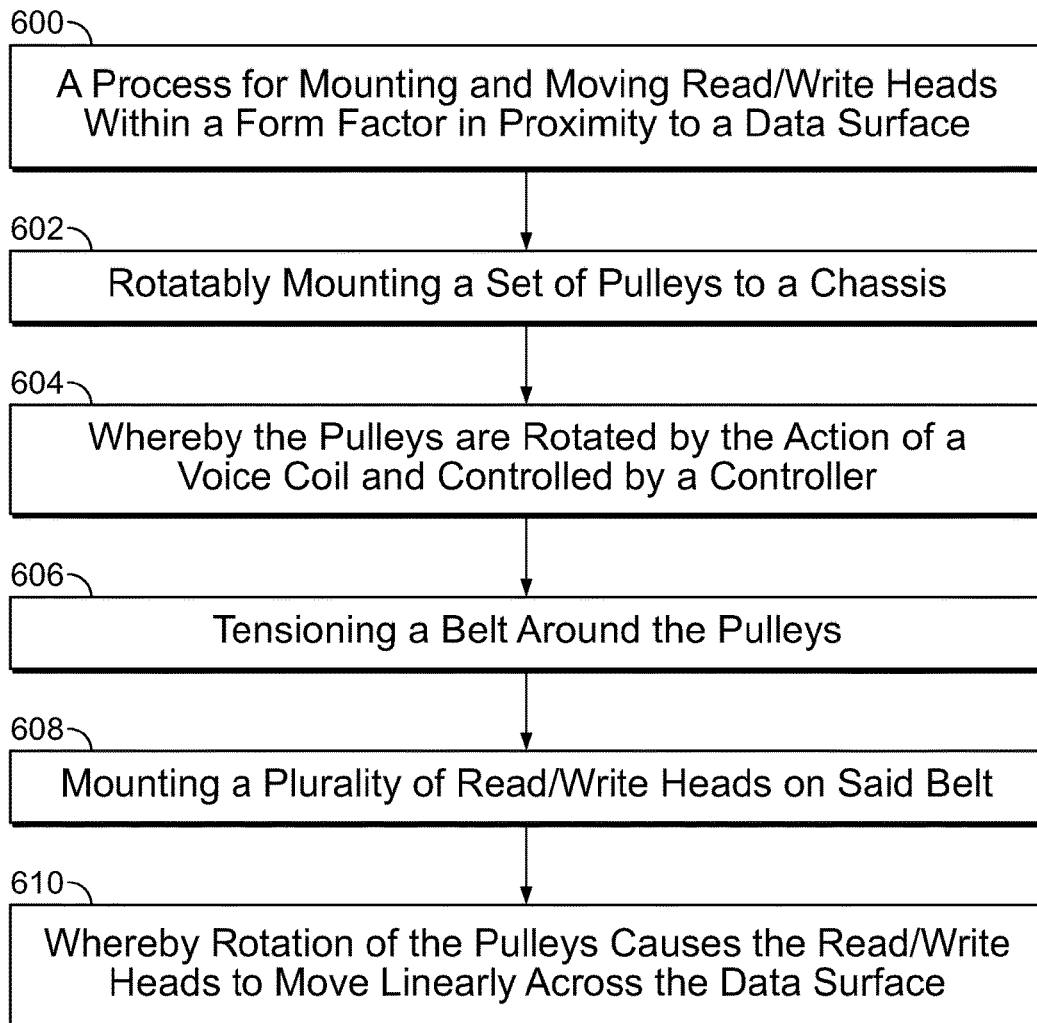 600
A Process for Mounting and Moving Read/Write Heads
Within a Form Factor in Proximity to a Data Surface
602
Rotatably Mounting a Set of Pulleys to a Chassis
604
Whereby the Pulleys are Rotated by the Action of a
Voice Coil and Controlled by a Controller
606
Tensioning a Belt Around the Pulleys
608
Mounting a Plurality of Read/Write Heads on Said Belt
610
Whereby Rotation of the Pulleys Causes the Read/Write
Heads to Move Linearly Across the Data Surface